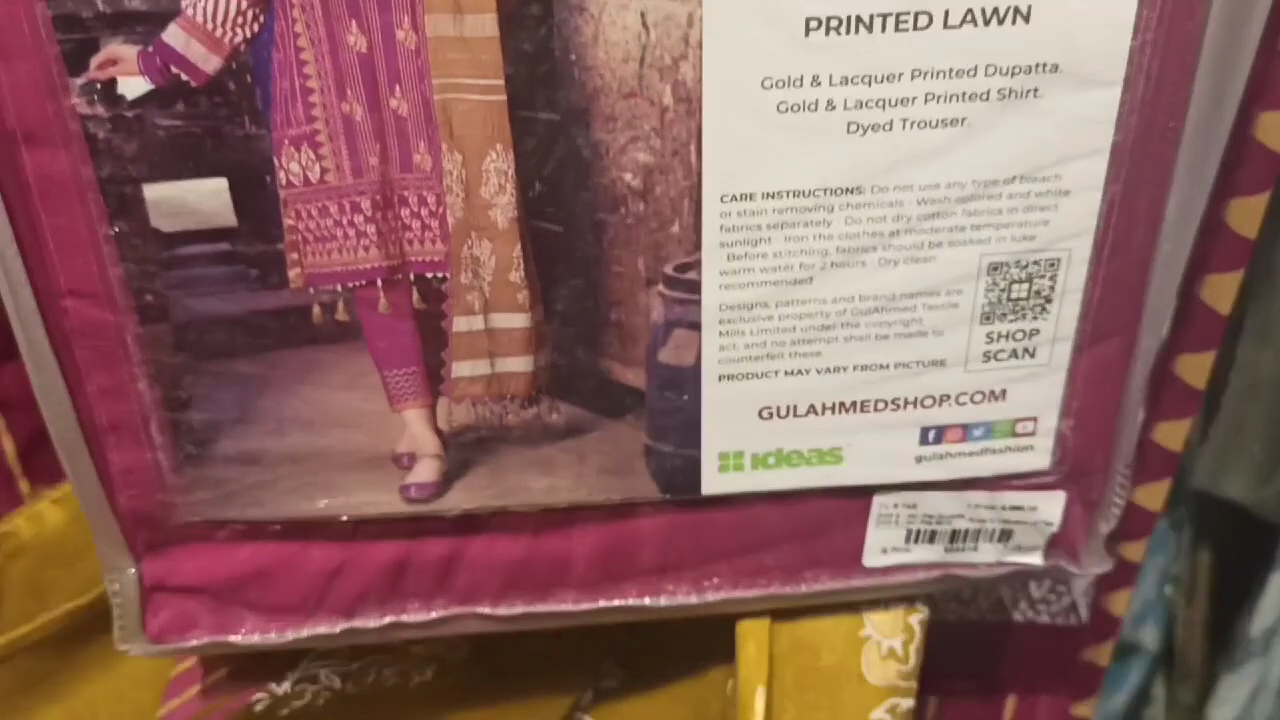 PRINTED LAWN
Gold & Lacquer Printed Dupatta.
Gold & Lacquer Printed Shirt.
Dyed Trouser.
CARE INSTRUCTIONS: Do not use any type of bleach
or stain removing chemicals - Wash colored and white
fabrics separately - Do not dry cotton fabrics in direct
sunlight - Iron the clothes at moderate temperature
- Before stitching, fabrics should be soaked in luke
warm water for 2 hours - Dry clean
recommended
Designs, patterns and brand names are
exclusive property of GulAhmed Textile
Mills Limited under the copyright
act, and no attempt shall be made to
counterfeit these.
PRODUCT MAY VARY FROM PICTURE
SHOP
SCAN
GULAHMEDSHOP.COM
ideas
gulahmedfashion